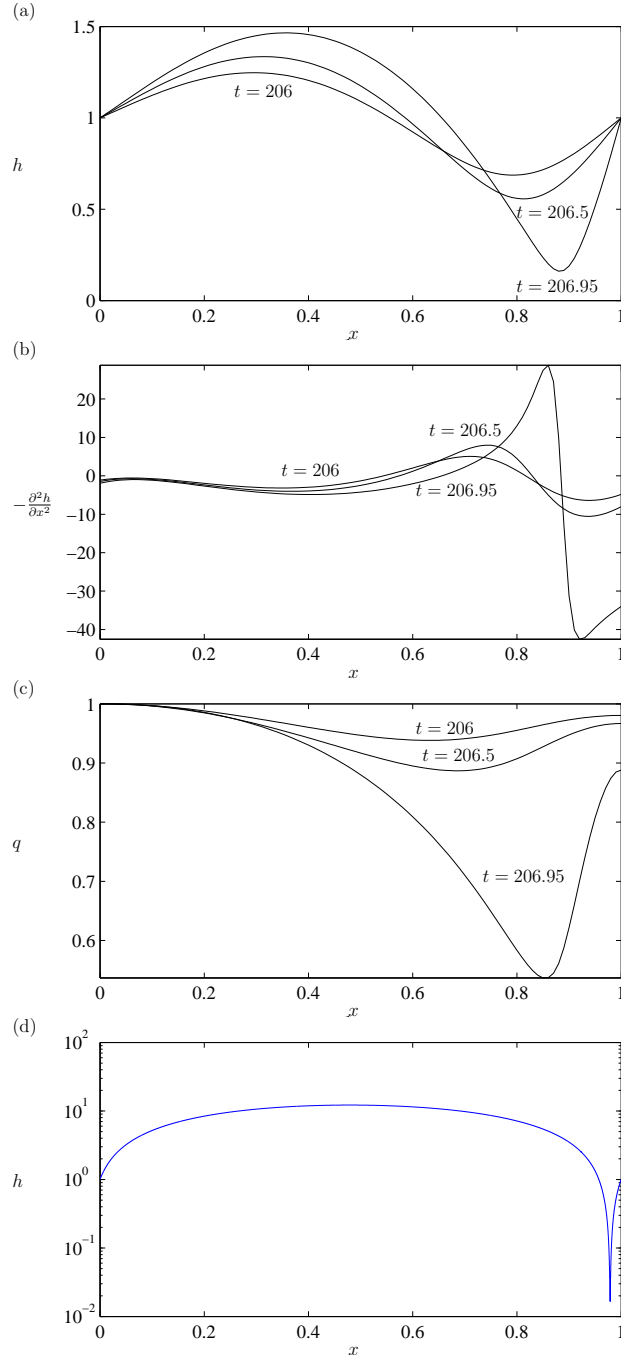 (a)
1.5
1
0.5
0
h
t = 206
t = 206.5
t = 206.95
0 0.2 0.4 0.6 0.8 1
x
(b)
20
10
0
−10
−20
−30
−40
−∂²h/∂x²
t = 206.5
t = 206
t = 206.95
0 0.2 0.4 0.6 0.8 1
x
(c)
1
0.9
0.8
0.7
0.6
q
t = 206
t = 206.5
t = 206.95
0 0.2 0.4 0.6 0.8 1
x
(d)
10²
10¹
10⁰
10⁻¹
10⁻²
h
0 0.2 0.4 0.6 0.8 1
x